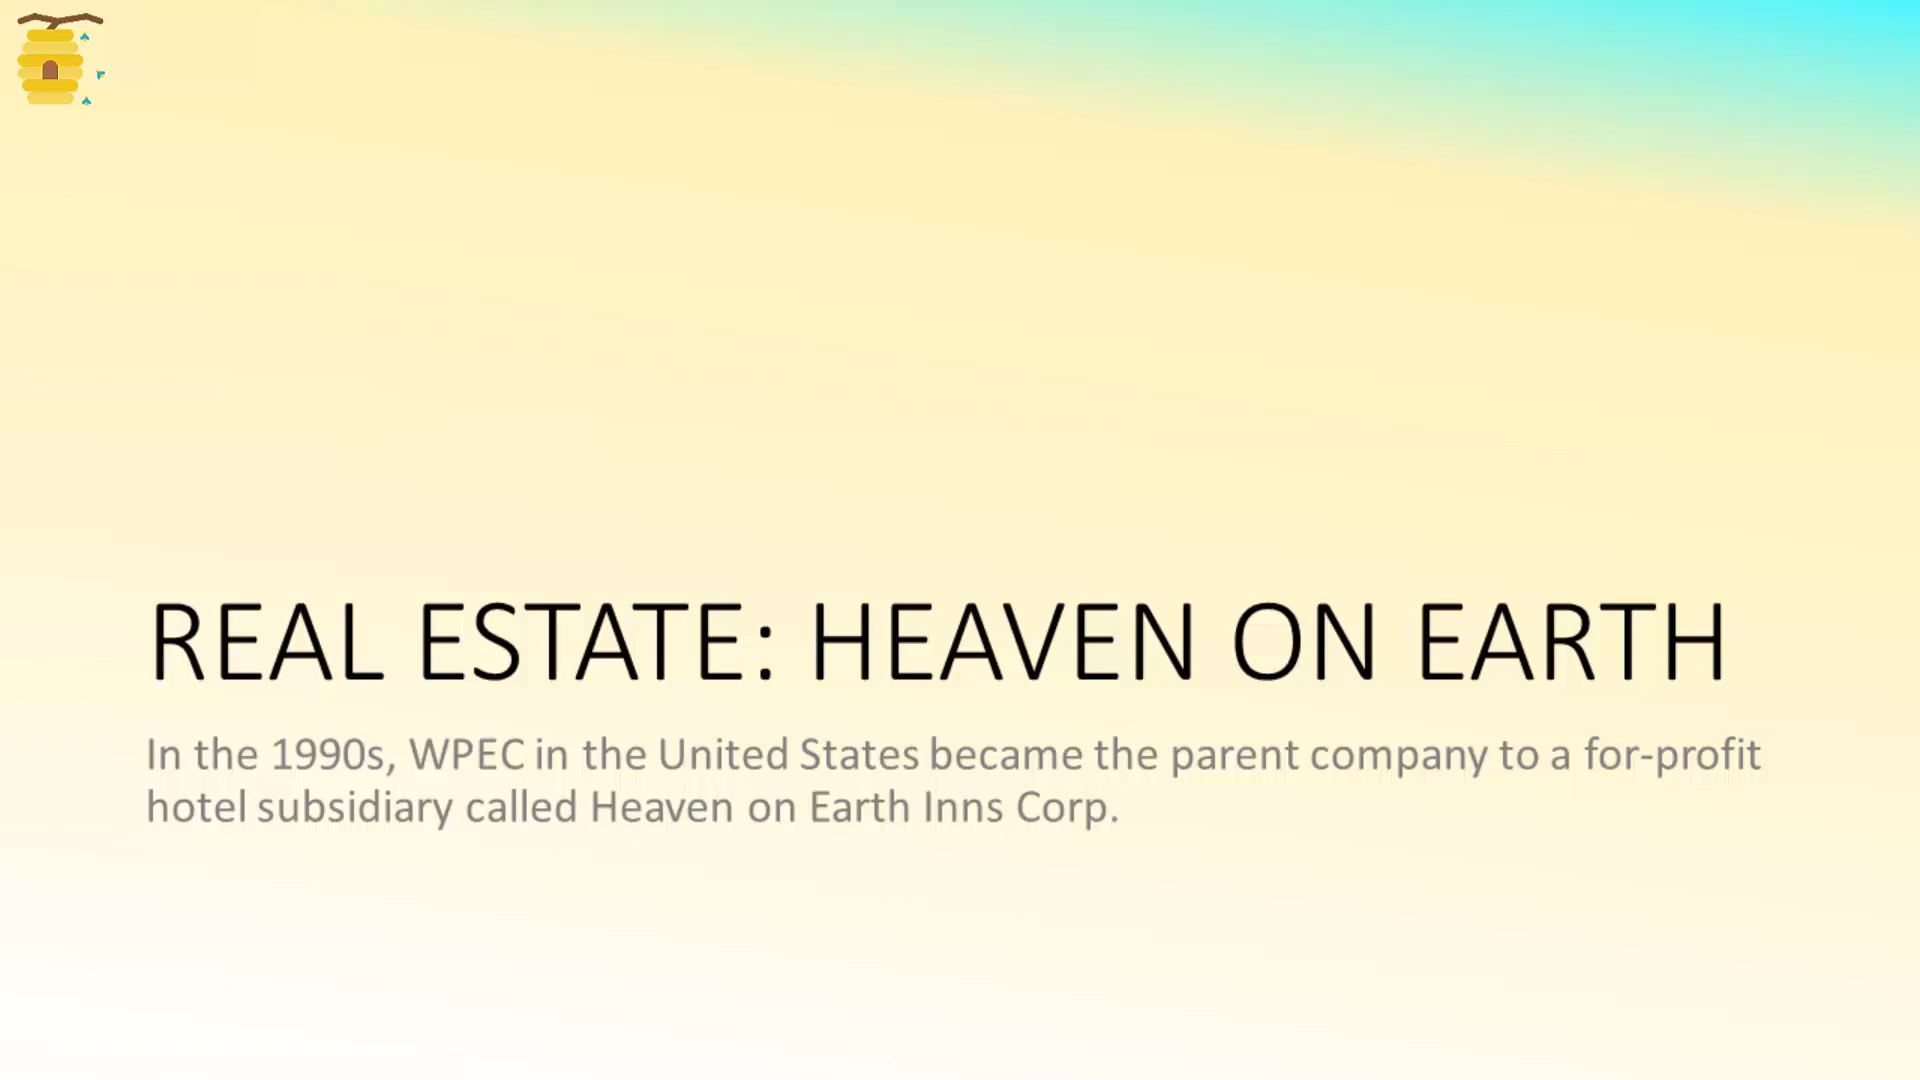 REAL ESTATE: HEAVEN ON EARTH
In the 1990s, WPEC in the United States became the parent company to a for-profit
hotel subsidiary called Heaven on Earth Inns Corp.